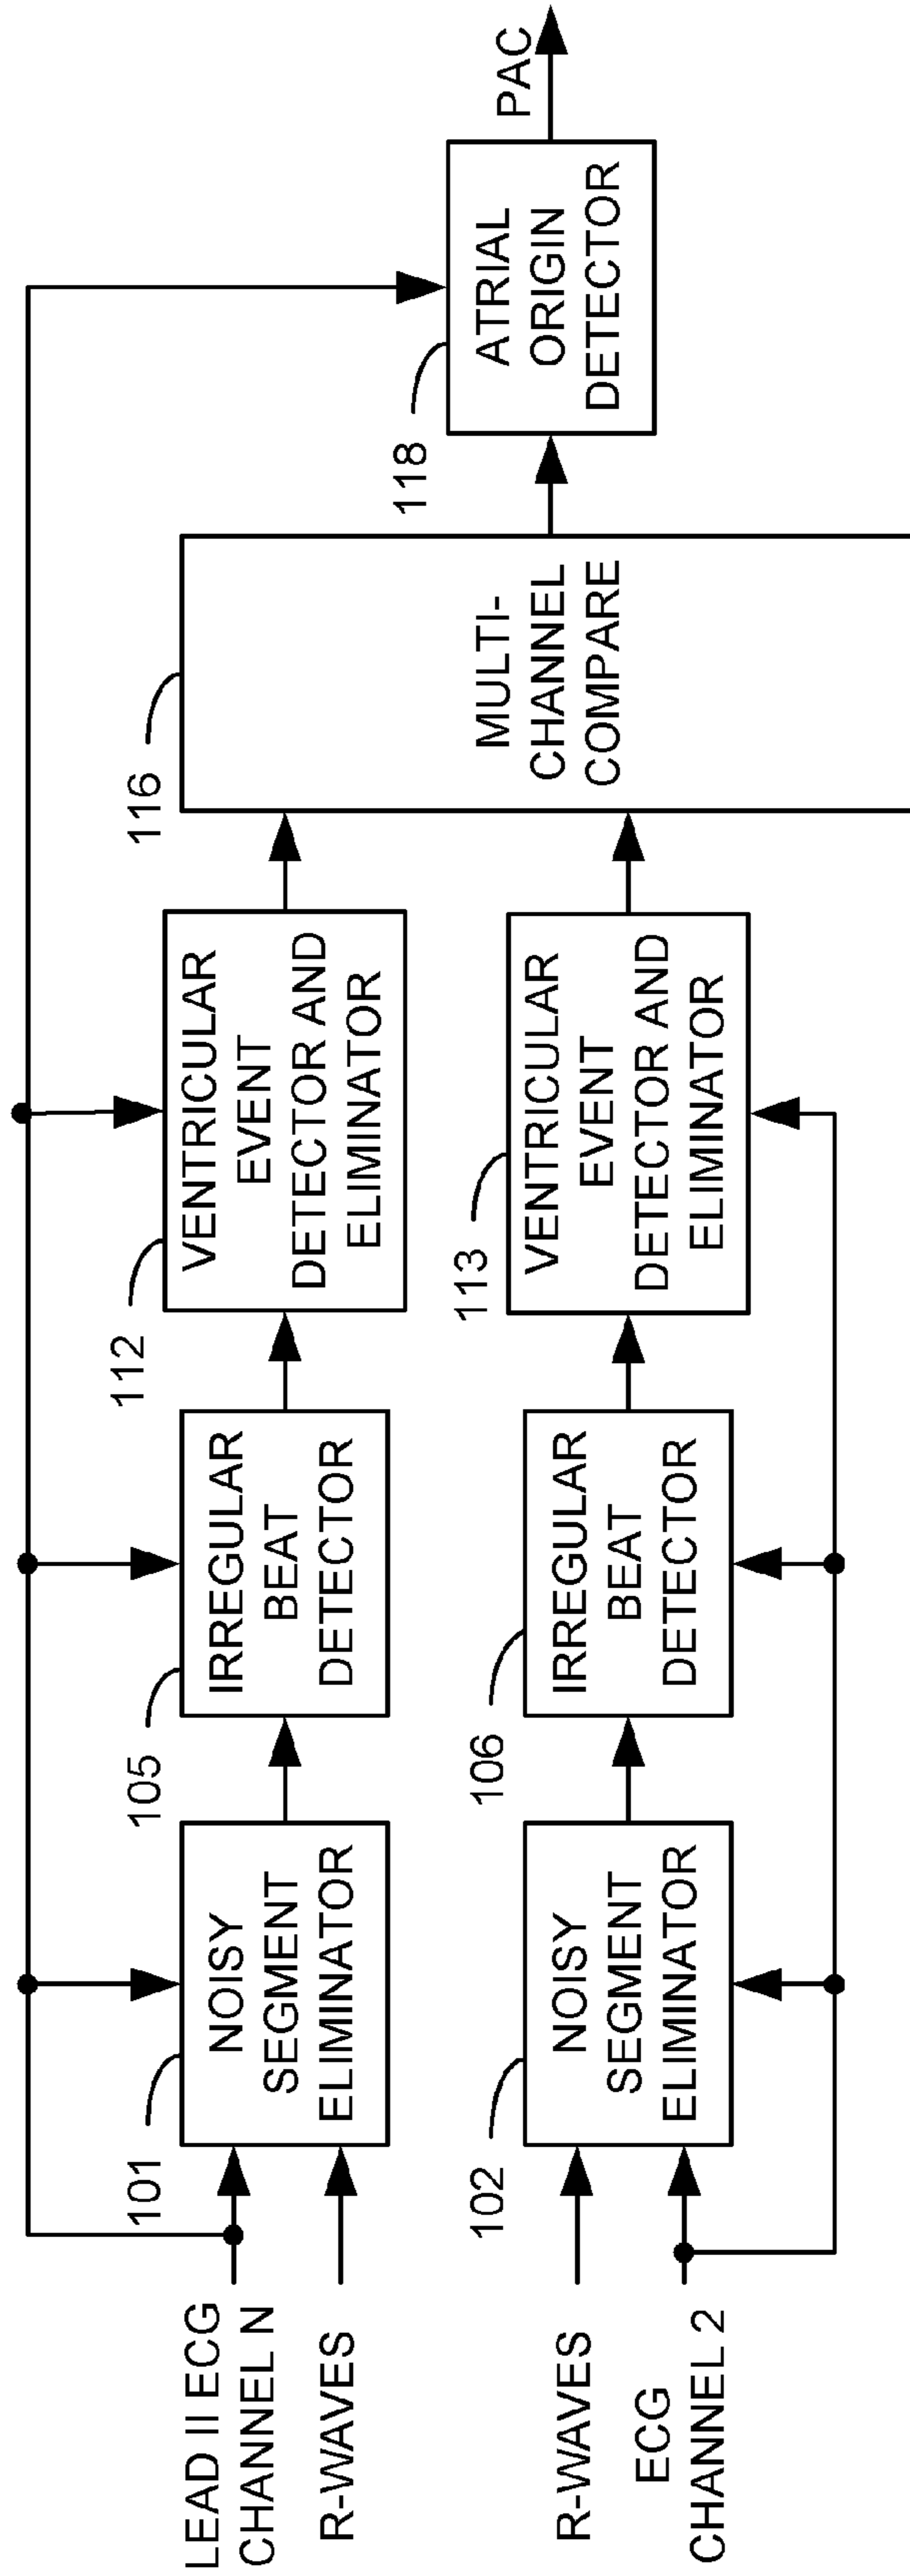 LEAD II ECG
CHANNEL N
R-WAVES
101
NOISY
SEGMENT
ELIMINATOR
105
IRREGULAR
BEAT
DETECTOR
112
VENTRICULAR
EVENT
DETECTOR AND
ELIMINATOR
116
MULTI-
CHANNEL
COMPARE
118
ATRIAL
ORIGIN
DETECTOR
PAC
R-WAVES
ECG
CHANNEL 2
102
NOISY
SEGMENT
ELIMINATOR
106
IRREGULAR
BEAT
DETECTOR
113
VENTRICULAR
EVENT
DETECTOR AND
ELIMINATOR